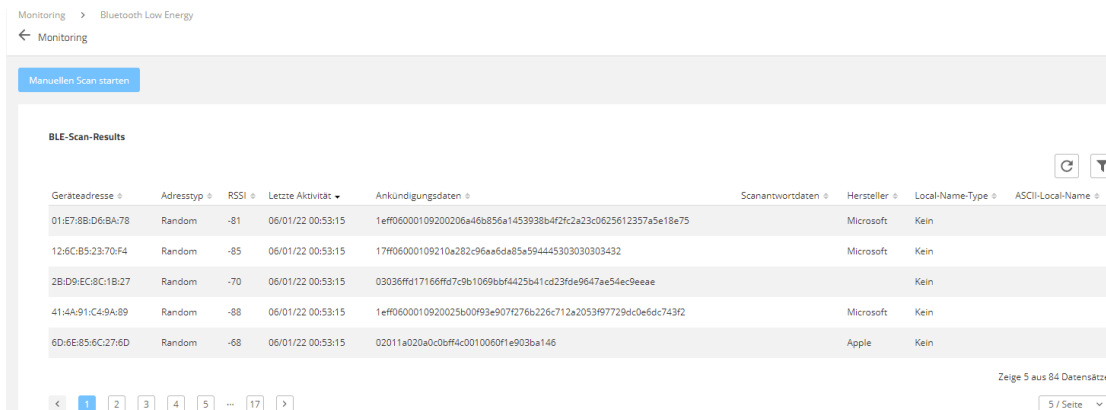 Monitoring > Bluetooth Low Energy
← Monitoring
Manuellen Scan starten
BLE-Scan-Results
Geräteadresse Adresstyp RSSI Letzte Aktivität Ankündigungsdaten Scanantwortdaten Hersteller Local-Name-Type ASCII-Local-Name
01:E7:8B:D6:BA:78 Random -81 06/01/22 00:53:15 1eff06000109200206a46b856a1453938b4f2fc2a23c0625612357a5e18e75 Microsoft Kein
12:6C:B5:23:70:F4 Random -85 06/01/22 00:53:15 17ff06000109210a282c96aa6da85a594445303030303432 Microsoft Kein
2B:D9:EC:8C:1B:27 Random -70 06/01/22 00:53:15 03036ffd17166ffd7c9b1069bbf4425b41cd23fde9647ae54ec9eeae Kein
41:4A:91:C4:9A:89 Random -88 06/01/22 00:53:15 1eff0600010920025b00f93e907f276b226c712a2053f97729dc0e6dc743f2 Microsoft Kein
6D:6E:85:6C:27:6D Random -68 06/01/22 00:53:15 02011a020a0c0bff4c0010060f1e903ba146 Apple Kein
Zeige 5 aus 84 Datensätze
< 1 2 3 4 5 ··· 17 > 5 / Seite